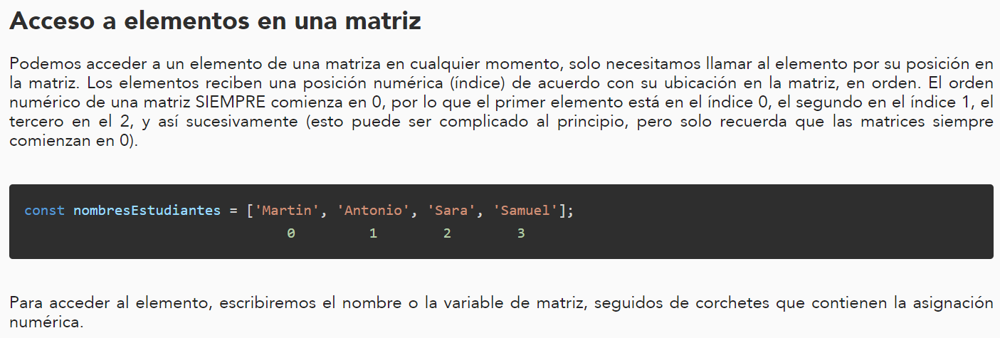 Acceso a elementos en una matriz
Podemos acceder a un elemento de una matriza en cualquier momento, solo necesitamos llamar al elemento por su posición en
la matriz. Los elementos reciben una posición numérica (índice) de acuerdo con su ubicación en la matriz, en orden. El orden
numérico de una matriz SIEMPRE comienza en 0, por lo que el primer elemento está en el índice 0, el segundo en el índice 1, el
tercero en el 2, y así sucesivamente (esto puede ser complicado al principio, pero solo recuerda que las matrices siempre
comienzan en 0).
const nombresEstudiantes = ['Martin', 'Antonio', 'Sara', 'Samuel'];
0 1 2 3
Para acceder al elemento, escribiremos el nombre o la variable de matriz, seguidos de corchetes que contienen la asignación
numérica.